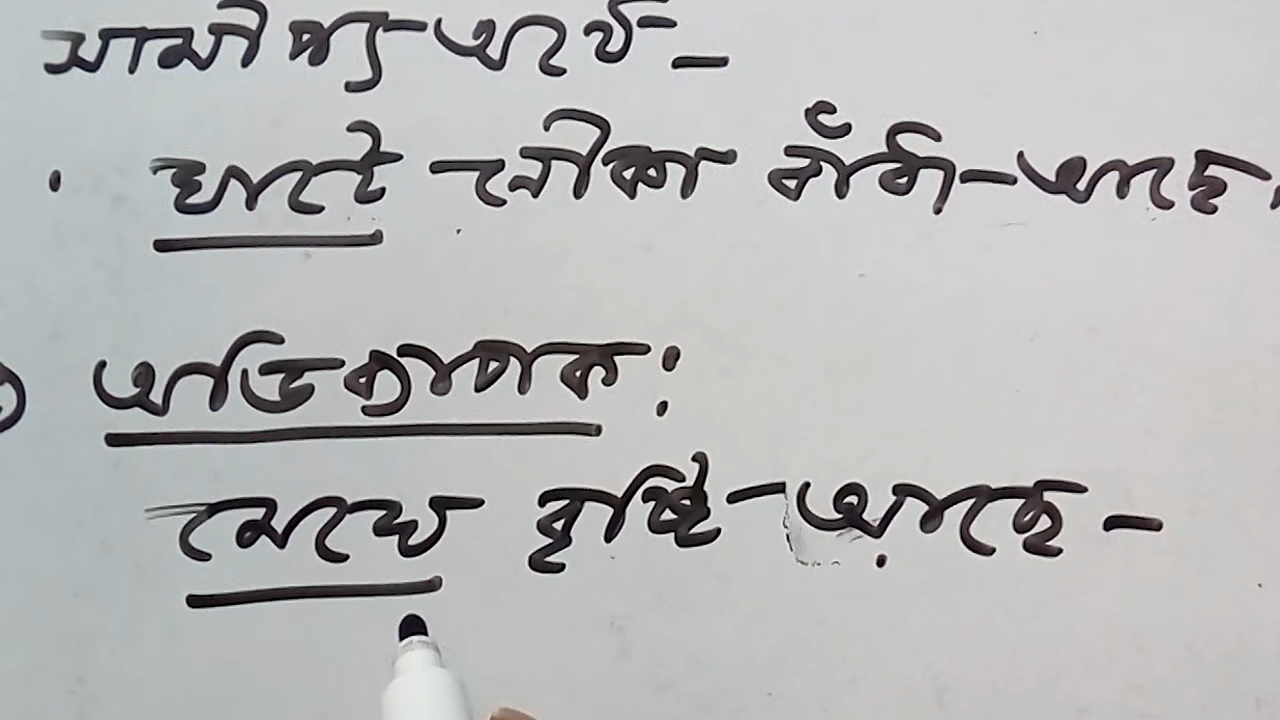 সামীপ্য অর্থে –
· ঘাটে নৌকা বাঁধা আছে,
অভিব্যাপক :
মেঘে বৃষ্টি আছে –